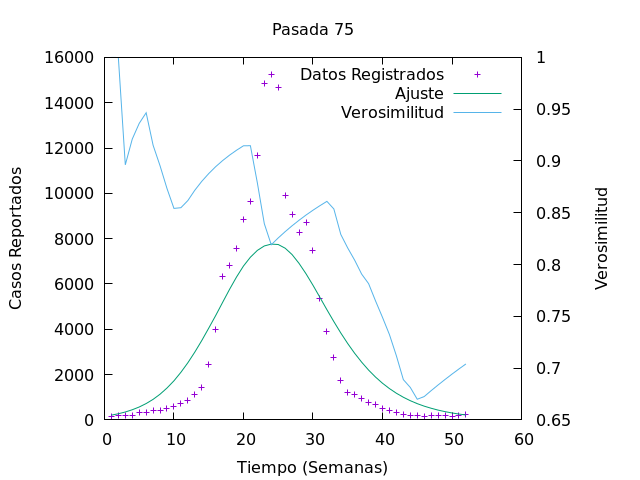 Pasada 75
16000
14000
12000
10000
8000
6000
4000
2000
0
Casos Reportados
Datos Registrados
Ajuste
Verosimilitud
1
0.95
0.9
0.85
0.8
0.75
0.7
0.65
Verosimilitud
0 10 20 30 40 50 60
Tiempo (Semanas)